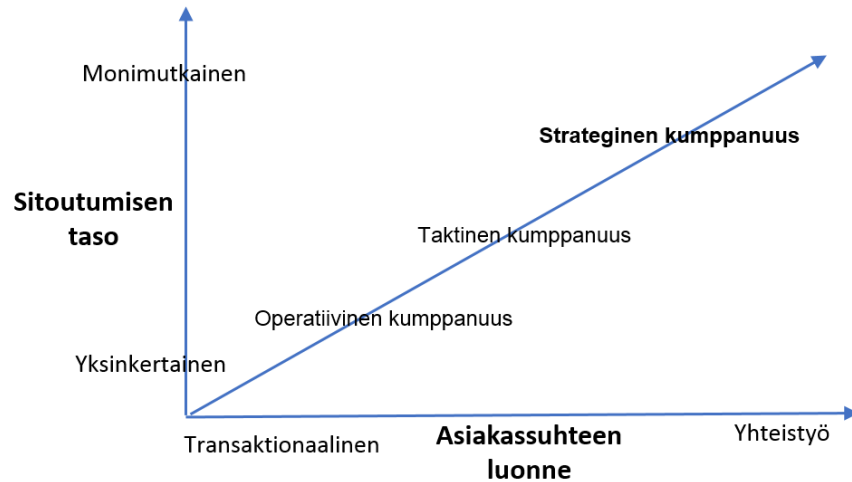 Monimutkainen
Strateginen kumppanuus
Sitoutumisen
taso
Taktinen kumppanuus
Operatiivinen kumppanuus
Yksinkertainen
Transaktionaalinen
Asiakassuhteen
luonne
Yhteistyö